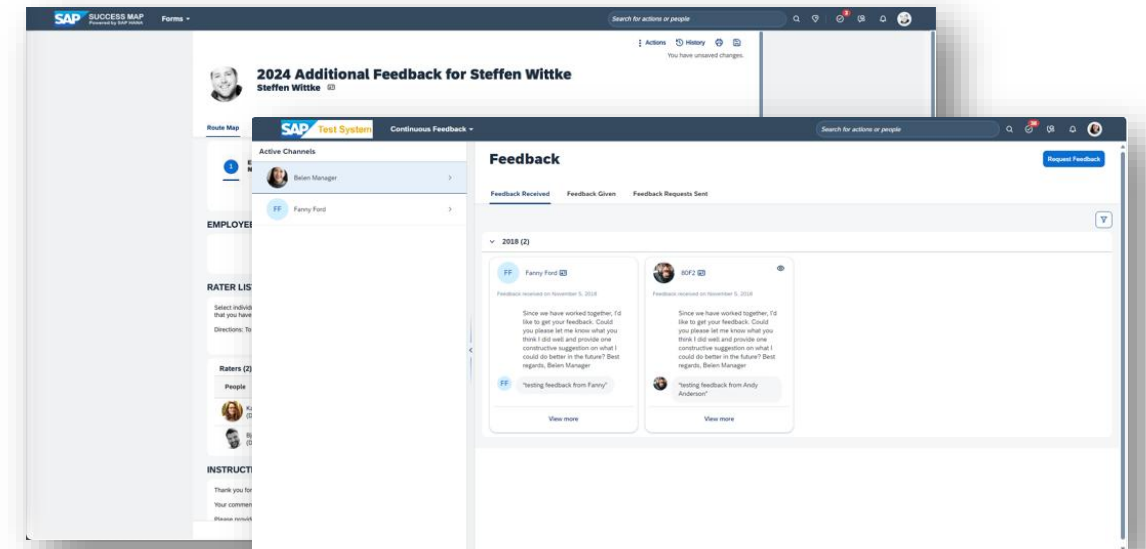 SAP SUCCESS MAP
Powered by SAP HANA
Forms
Search for actions or people
Actions History
You have unsaved changes.
2024 Additional Feedback for Steffen Wittke
Steffen Wittke
Route Map
1
EMPLOYEE
RATER LIS
Select individ
that you have
Directions: To
Raters (2)
People
INSTRUCTI
Thank you for
Your commen
Please provid
SAP Test System
Continuous Feedback
Search for actions or people
Active Channels
Belen Manager
FF Fanny Ford
Feedback
Request Feedback
Feedback Received Feedback Given Feedback Requests Sent
2018 (2)
FF Fanny Ford
Feedback received on November 5, 2018
Since we have worked together, I'd
like to get your feedback. Could
you please let me know what you
think I did well and provide one
constructive suggestion on what I
could do better in the future? Best
regards, Belen Manager
FF "testing feedback from Fanny"
View more
80F2
Feedback received on November 5, 2018
Since we have worked together, I'd
like to get your feedback. Could
you please let me know what you
think I did well and provide one
constructive suggestion on what I
could do better in the future? Best
regards, Belen Manager
"testing feedback from Andy
Anderson"
View more